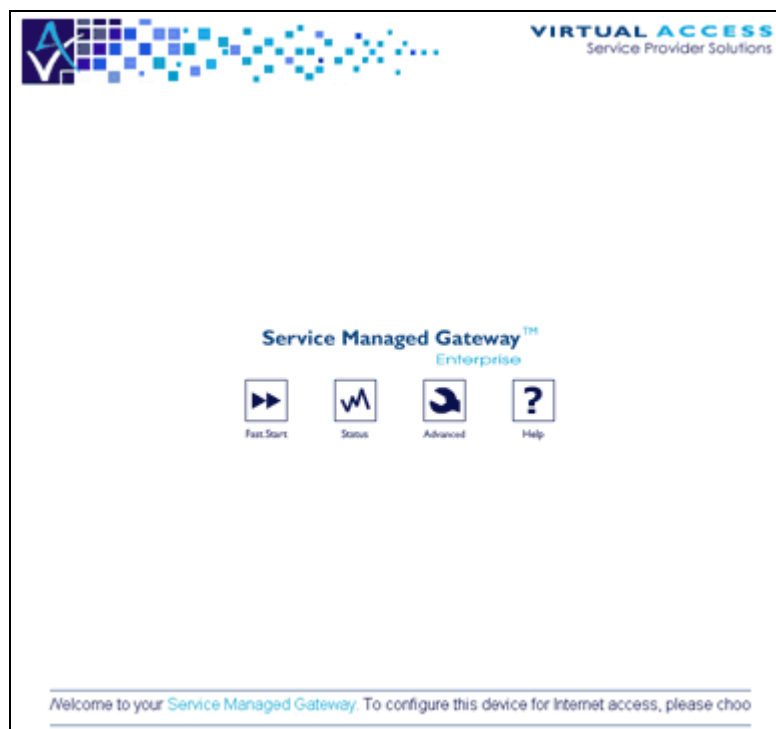 VIRTUAL ACCESS
Service Provider Solutions
Service Managed Gateway™
Enterprise
Fast.Start
Status
Advanced
Help
?
Welcome to your Service Managed Gateway. To configure this device for Internet access, please choo